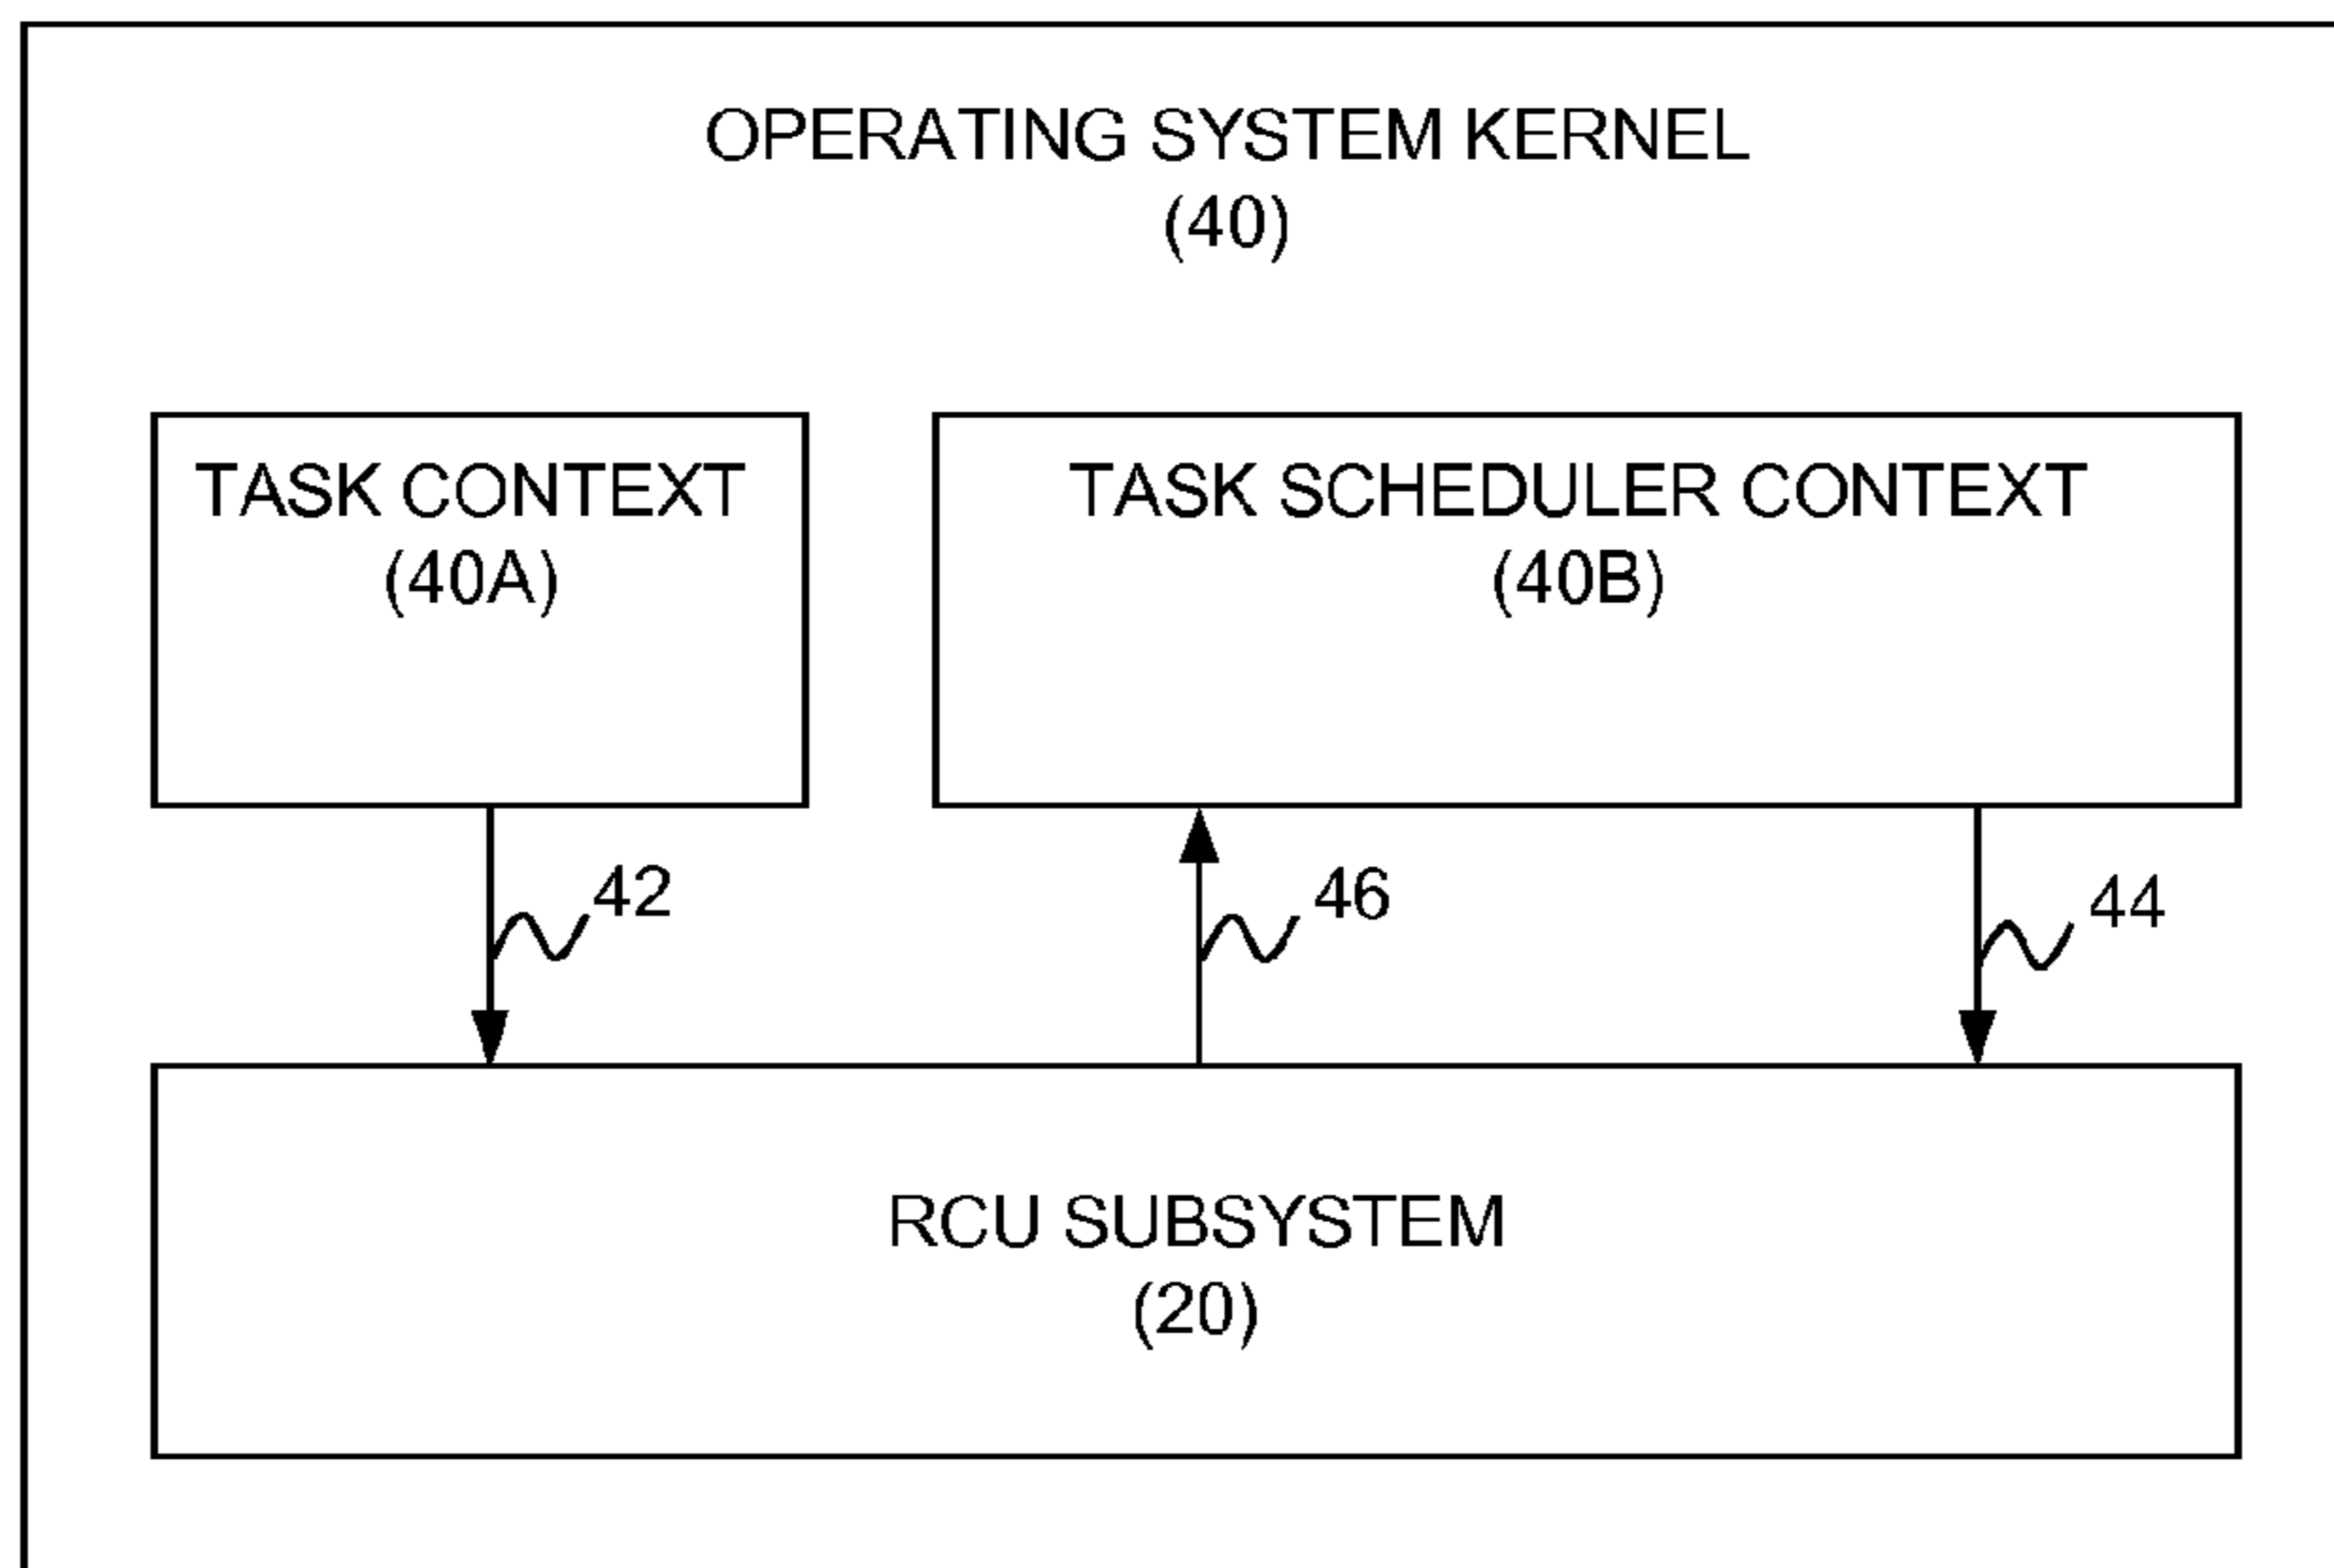 OPERATING SYSTEM KERNEL
(40)
TASK CONTEXT
(40A)
TASK SCHEDULER CONTEXT
(40B)
42
46
44
RCU SUBSYSTEM
(20)